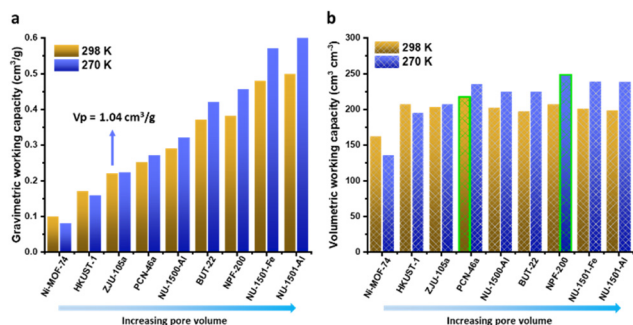 a
Gravimetric working capacity (cm³/g)
0.6
0.5
0.4
0.3
0.2
0.1
0.0
298 K
270 K
Vp = 1.04 cm³/g
Ni-MOF-74
HKUST-1
ZJU-105a
PCN-46a
NU-1500-Al
BUT-22
NPF-200
NU-1501-Fe
NU-1501-Al
Increasing pore volume
b
Volumetric working capacity (cm³ cm⁻³)
300
250
200
150
100
50
0
298 K
270 K
Ni-MOF-74
HKUST-1
ZJU-105a
PCN-46a
NU-1500-Al
BUT-22
NPF-200
NU-1501-Fe
NU-1501-Al
Increasing pore volume